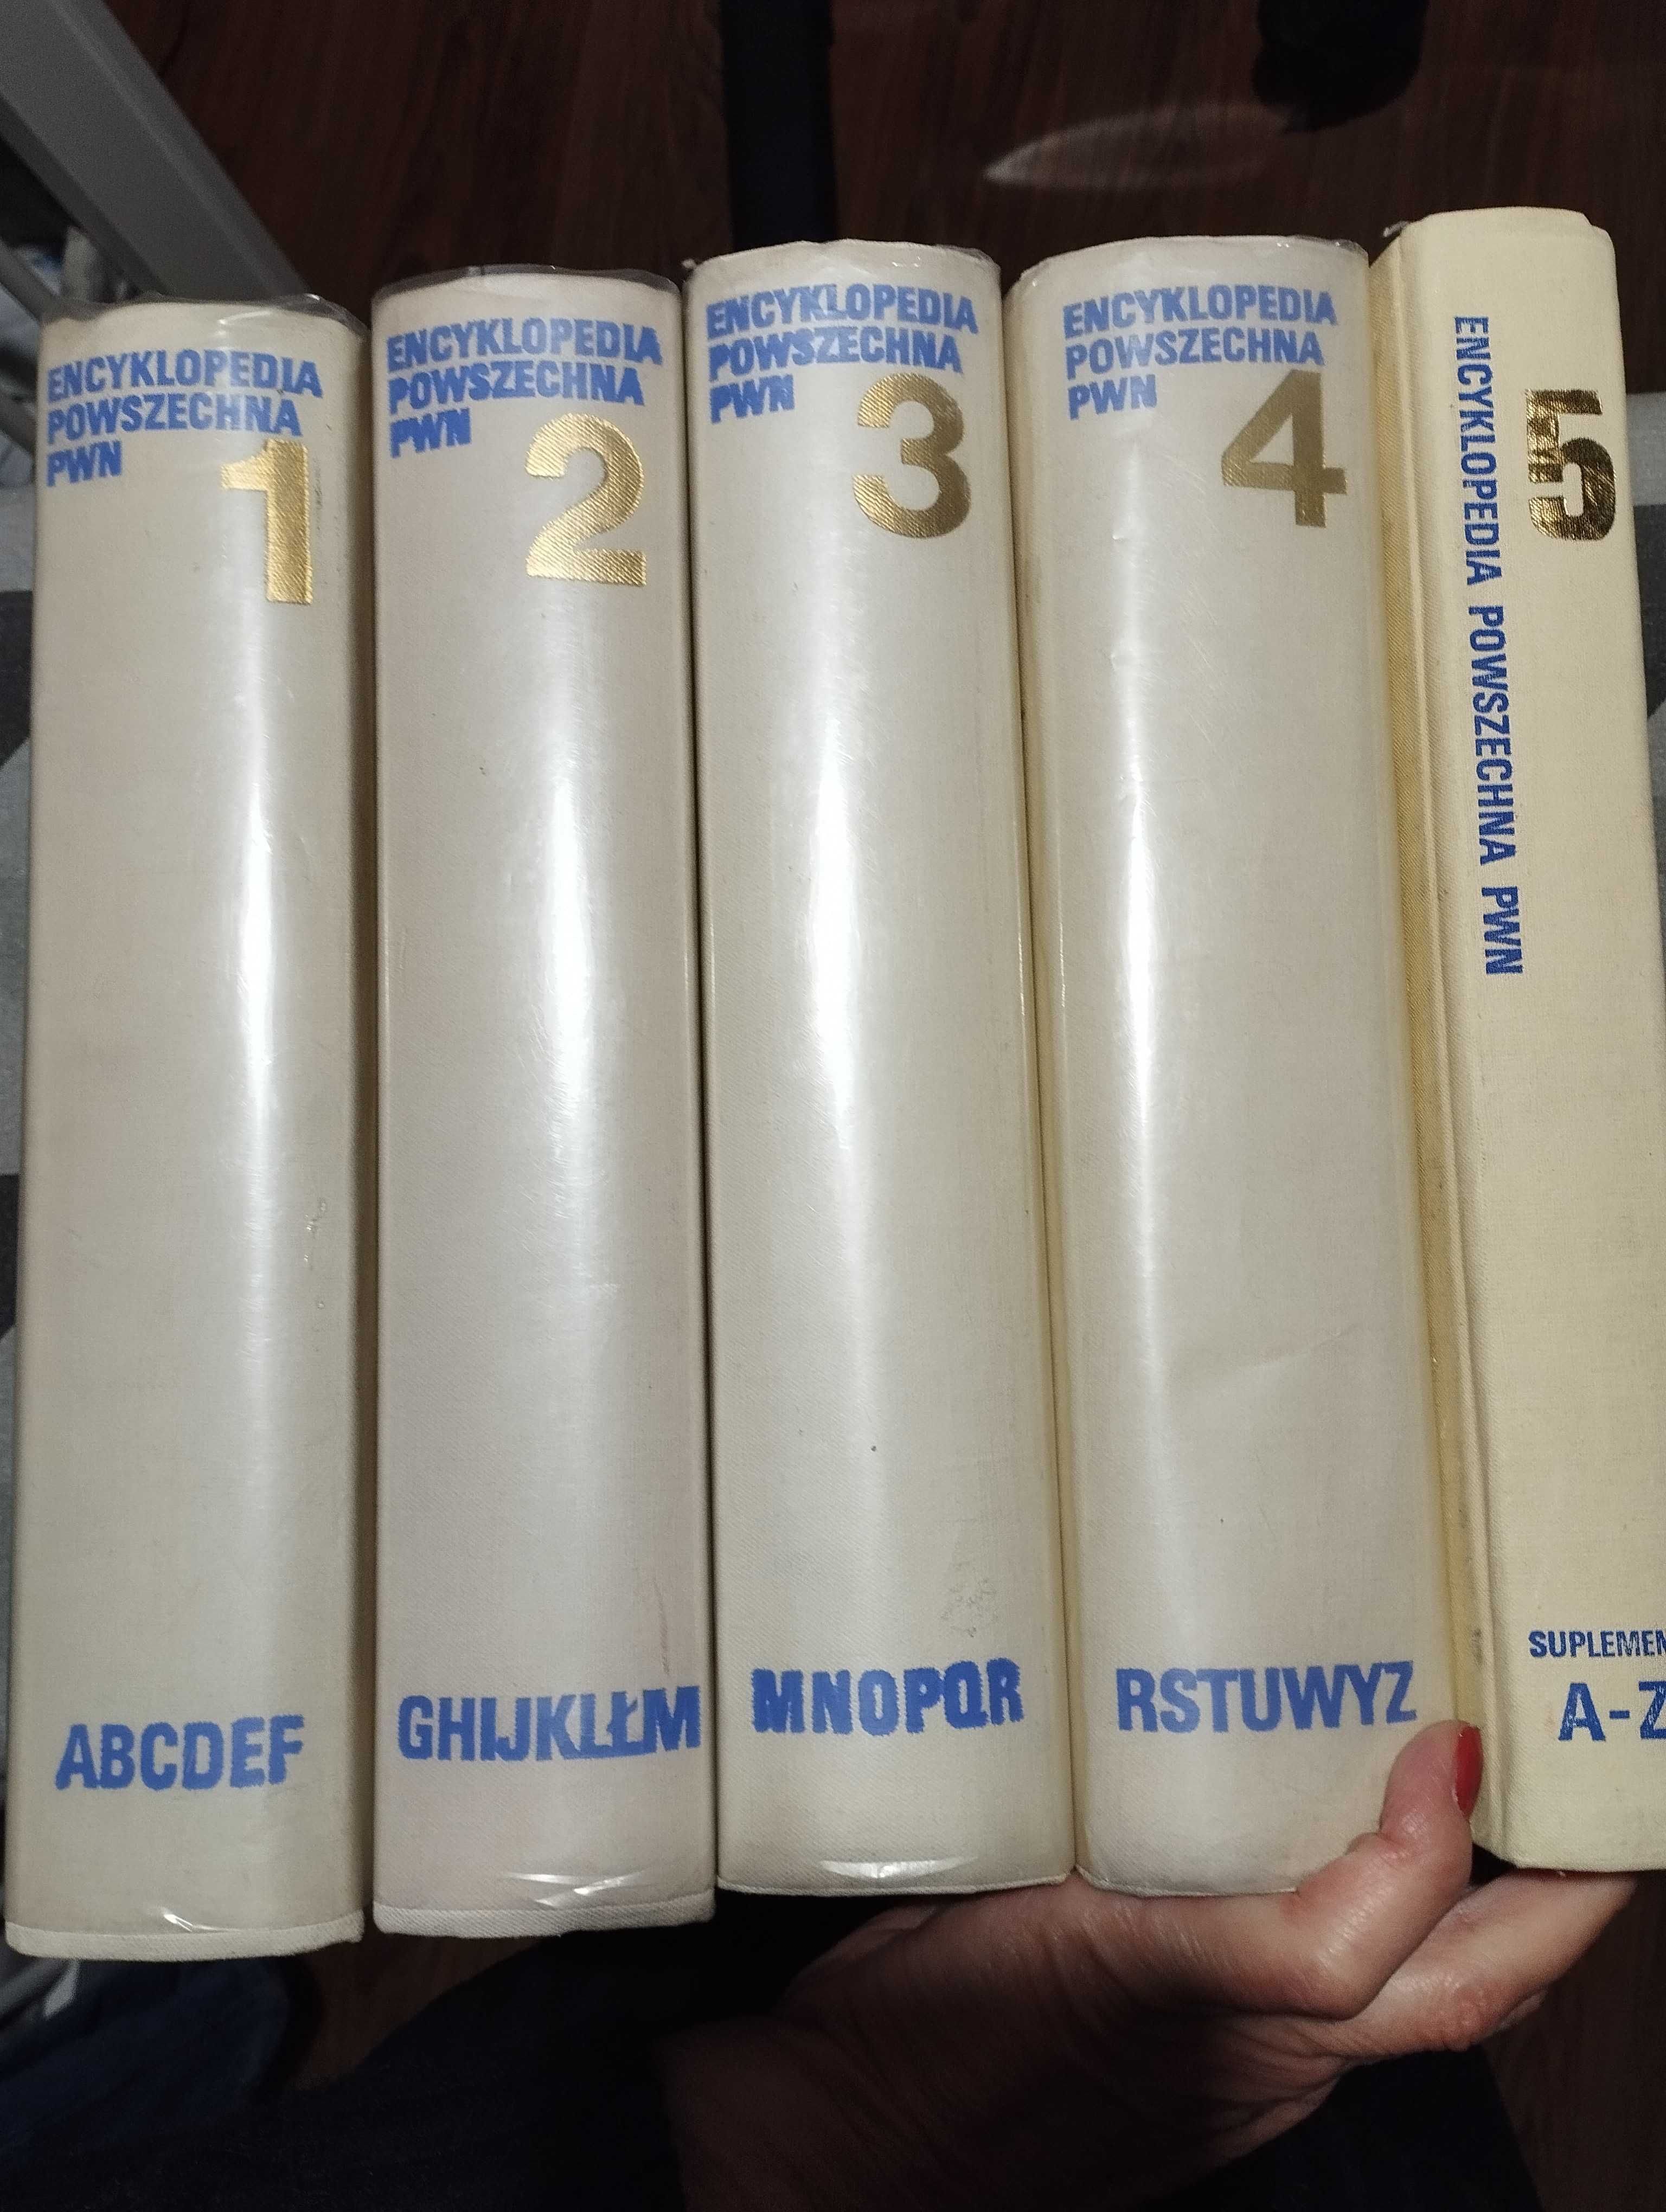 ENCYKLOPEDIA
POWSZECHNA
PWN
1
ABCDEF
ENCYKLOPEDIA
POWSZECHNA
PWN
2
GHIJKLŁM
ENCYKLOPEDIA
POWSZECHNA
PWN
3
MNOPQR
ENCYKLOPEDIA
POWSZECHNA
PWN
4
RSTUWYZ
5
ENCYKLOPEDIA POWSZECHNA PWN
SUPLEMEN
A-Z